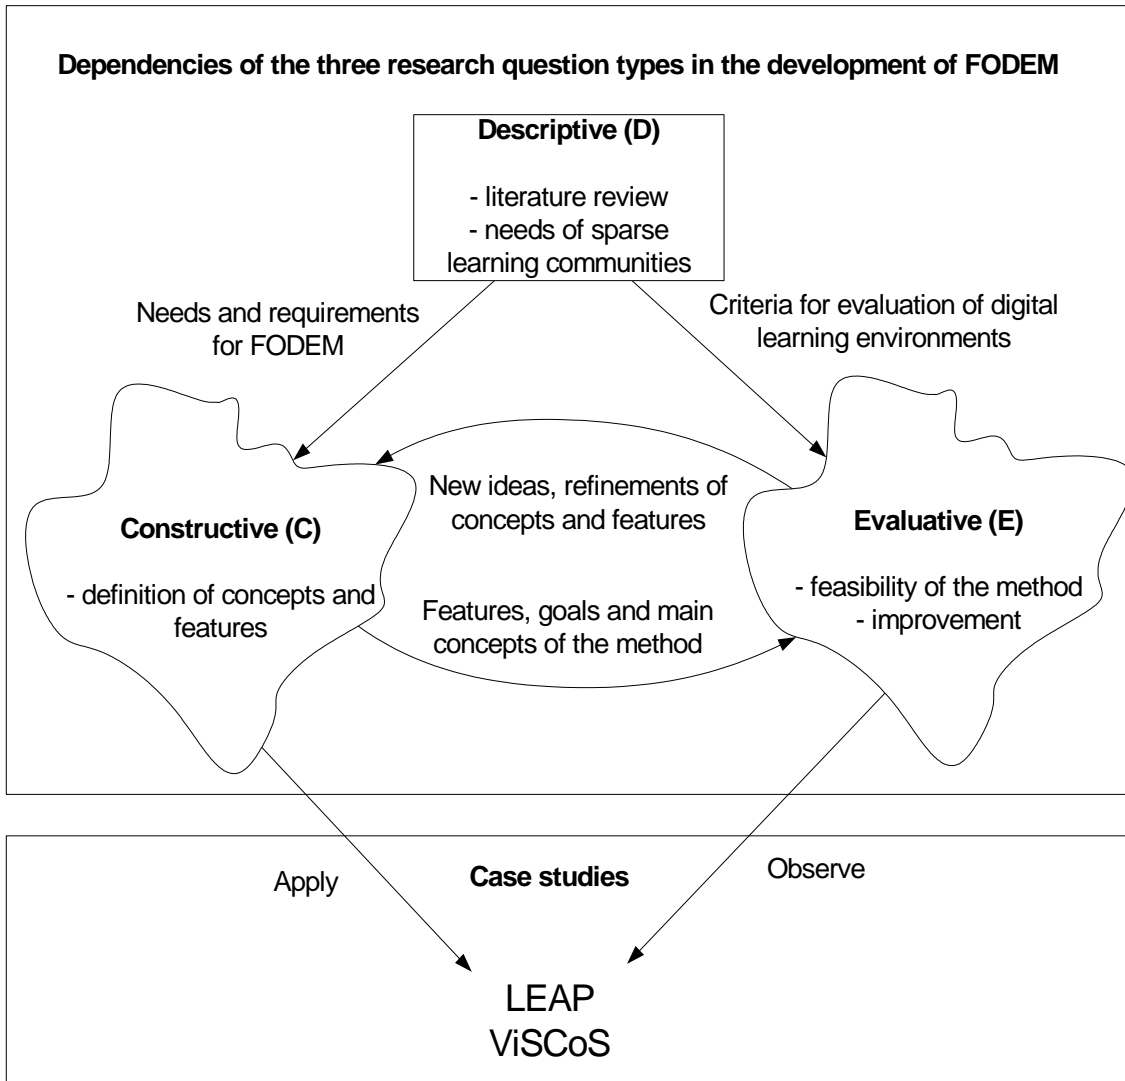 Dependencies of the three research question types in the development of FODEM
Descriptive (D)
- literature review
- needs of sparse
learning communities
Needs and requirements
for FODEM
Criteria for evaluation of digital
learning environments
New ideas, refinements of
concepts and features
Constructive (C)
- definition of concepts and
features
Evaluative (E)
- feasibility of the method
- improvement
Features, goals and main
concepts of the method
Apply
Case studies
Observe
LEAP
ViSCoS